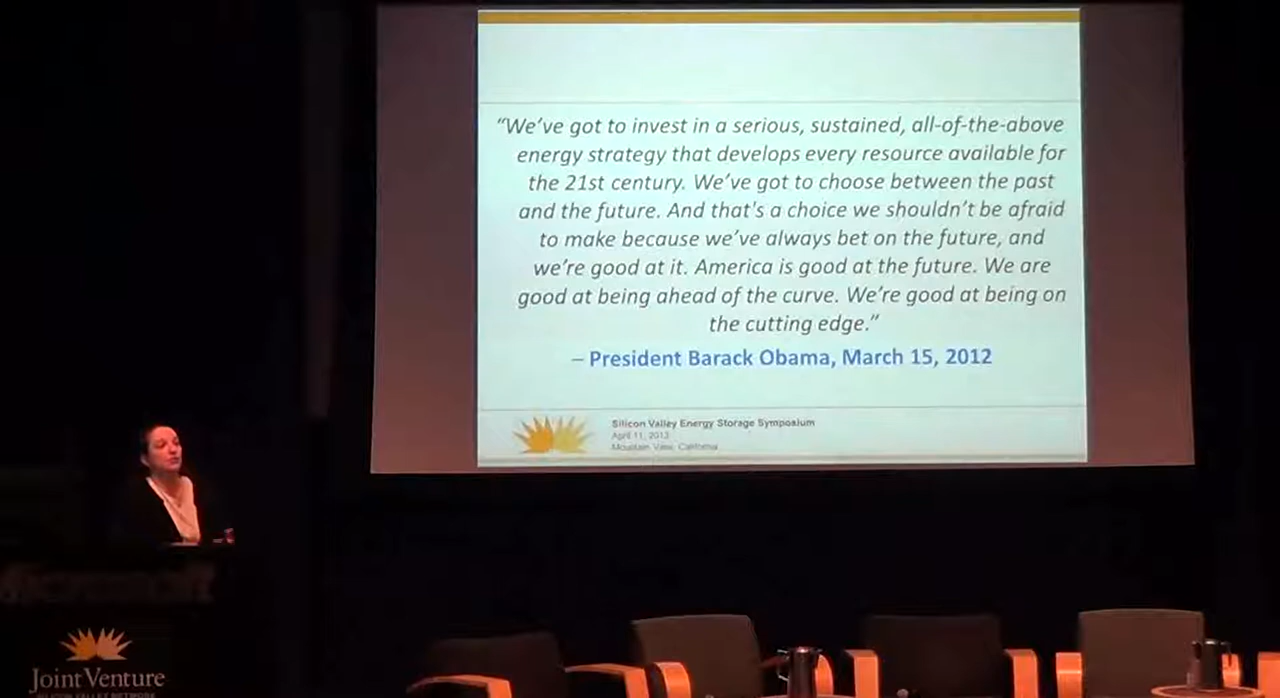 “We’ve got to invest in a serious, sustained, all-of-the-above
energy strategy that develops every resource available for
the 21st century. We’ve got to choose between the past
and the future. And that's a choice we shouldn’t be afraid
to make because we’ve always bet on the future, and
we’re good at it. America is good at the future. We are
good at being ahead of the curve. We’re good at being on
the cutting edge.”
– President Barack Obama, March 15, 2012
Silicon Valley Energy Storage Symposium
April 11, 2013
Mountain View, California
Microsoft
Joint Venture
SILICON VALLEY NETWORK